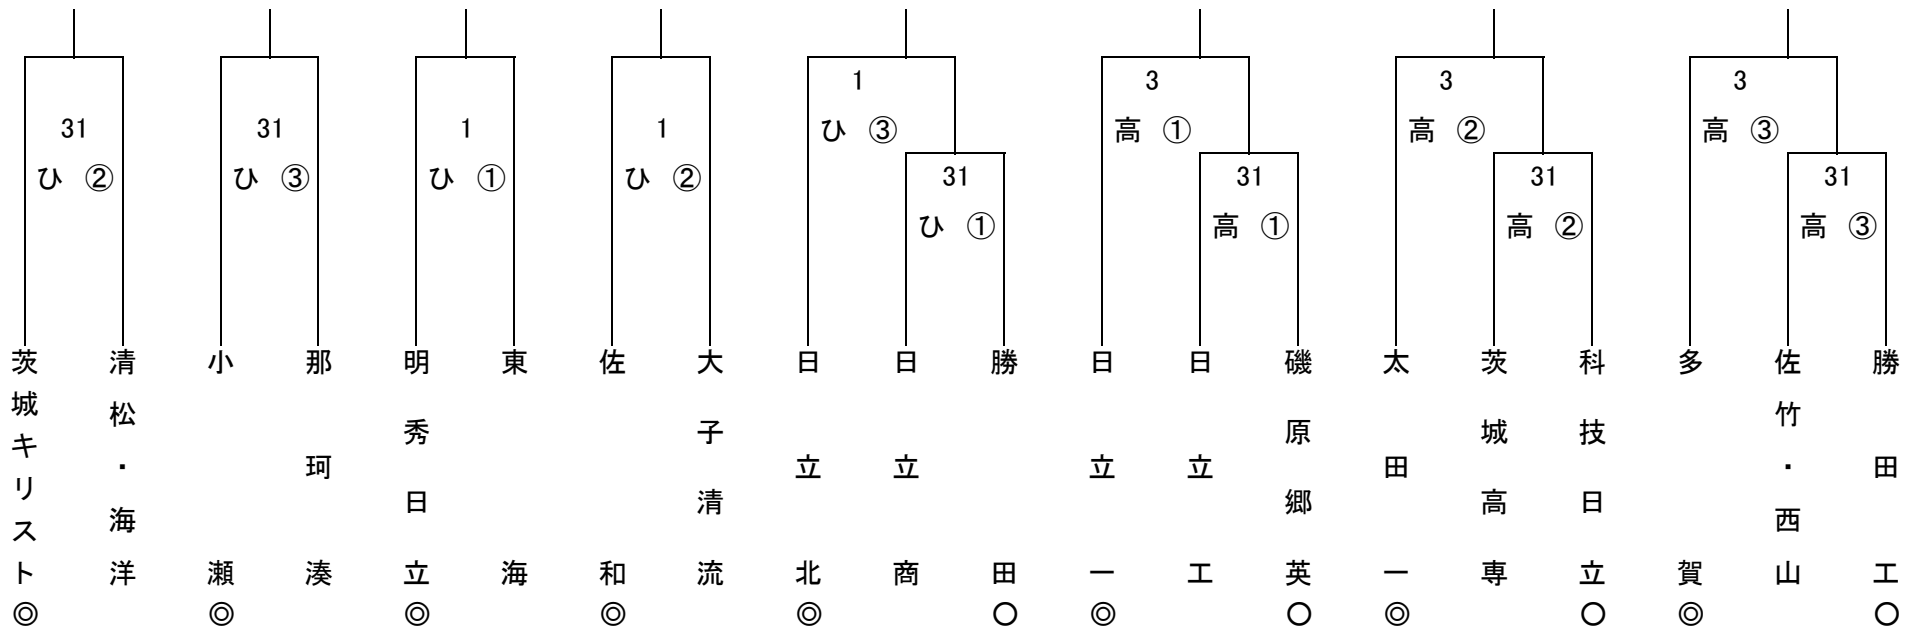 1 3 3 3
31 31 1 1 ひ ③ 高 ① 高 ② 高 ③
ひ ② ひ ③ ひ ① ひ ② 31 31 31 31
ひ ① 高 ① 高 ② 高 ③
茨城キリスト
清松・海洋
小瀬
那珂湊
明秀日立
東海
佐和
大子清流
日立北
日立商
勝田
日立一
日立工
磯原郷英
太田一
茨城高専
科技日立
多賀
佐竹・西山
勝田工
◎ ◎ ◎ ◎ ◎ ○ ◎ ○ ◎ ○ ◎ ○